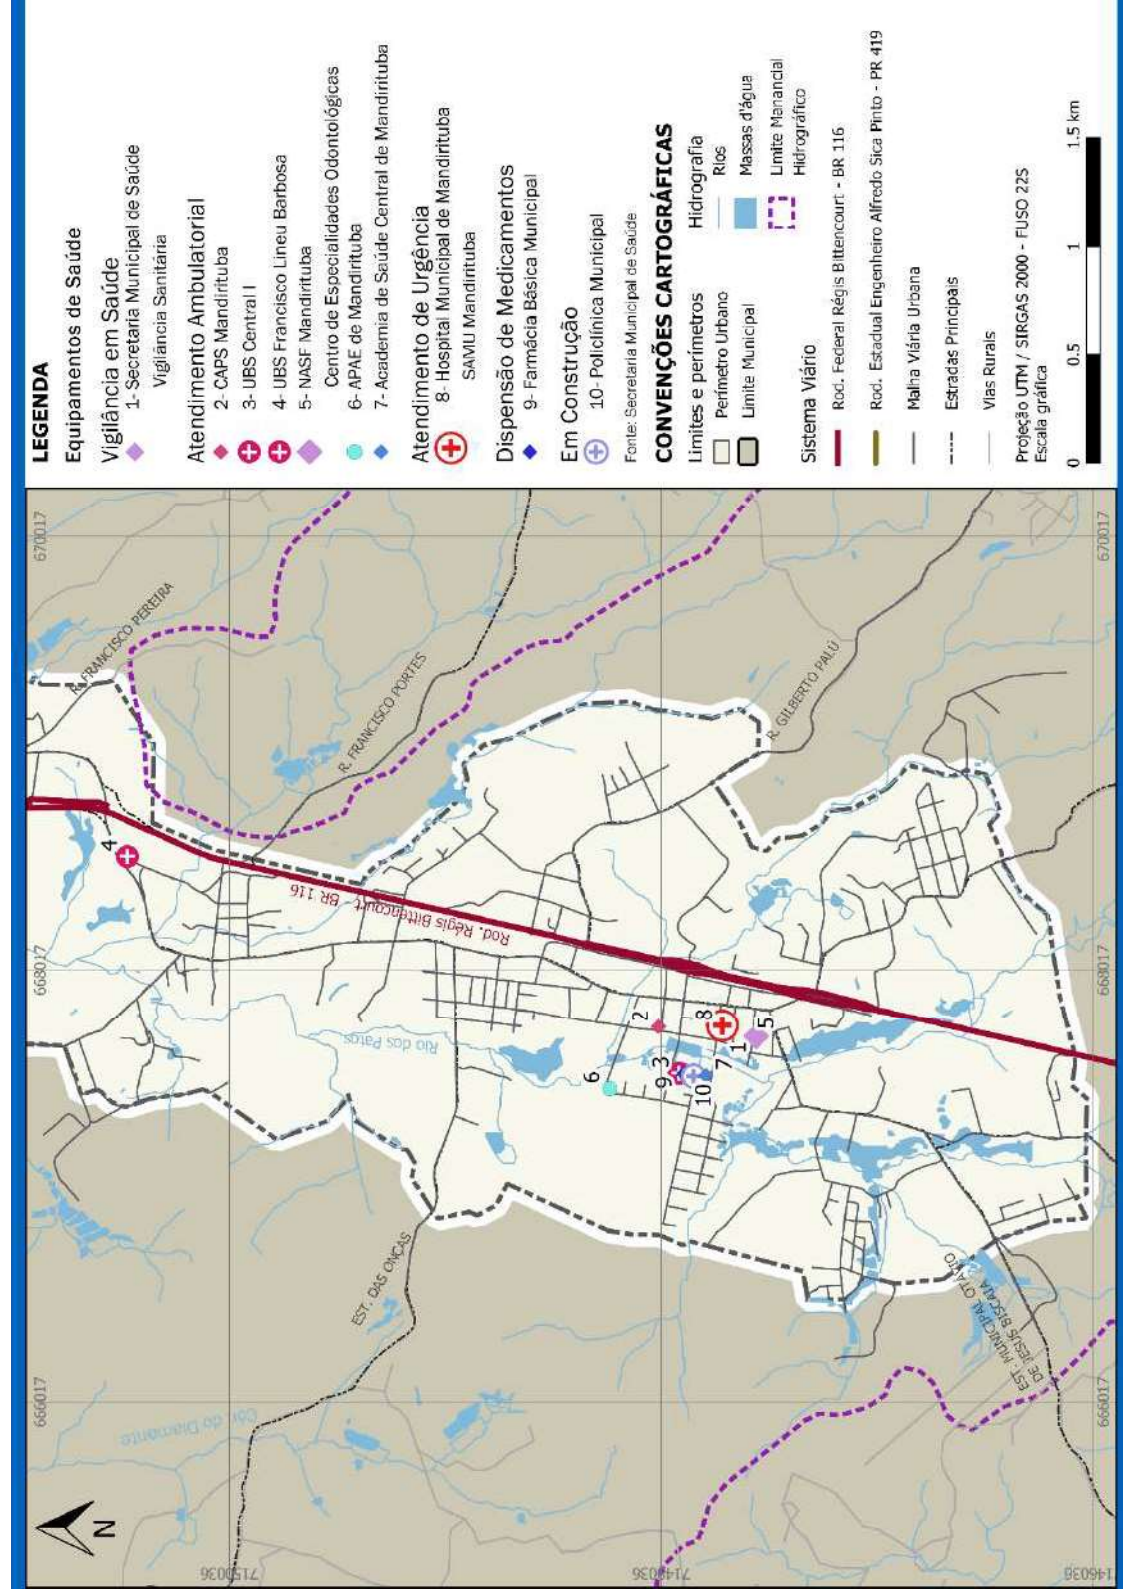 LEGENDA
Equipamentos de Saúde
Vigilância em Saúde
1- Secretaria Municipal de Saúde
Vigilância Sanitária
Atendimento Ambulatorial
2- CAPS Mandirituba
3- UBS Central I
4- UBS Francisco Lineu Barbosa
5- NASF Mandirituba
Centro de Especialidades Odontológicas
6- APAE de Mandirituba
7- Academia de Saúde Central de Mandirituba
Atendimento de Urgência
8- Hospital Municipal de Mandirituba
SAMU Mandirituba
Dispensão de Medicamentos
9- Farmácia Básica Municipal
Em Construção
10- Policlínica Municipal
Fonte: Secretaria Municipal de Saúde
CONVENÇÕES CARTOGRÁFICAS
Limites e perímetros
Perímetro Urbano
Limite Municipal
Hidrografia
Rios
Massas d'água
Limite Manancial
Hidrográfico
Sistema Viário
Rod. Federal Régis Bittencourt - BR 116
Rod. Estadual Engenheiro Alfredo Sica Pinto - PR 419
Malha Viária Urbana
Estradas Principais
Vias Rurais
Projeção UTM / SIRGAS 2000 - FUSO 22S
Escala gráfica
0 0.5 1 1.5 km
N
666017
668017
670017
7150036
7148036
7146036
666017
668017
670017
R. FRANCISCO PEREIRA
R. FRANCISCO PORTES
R. GILBERTO PALÚ
Rod. Régis Bittencourt - BR 116
Rio dos Patos
EST. DAS ONÇAS
Cór. do Diamante
EST. MUNICIPAL OTÁVIO
DE JESUS BISCAIA
4
6
2
3
9
10
7
8
1
5